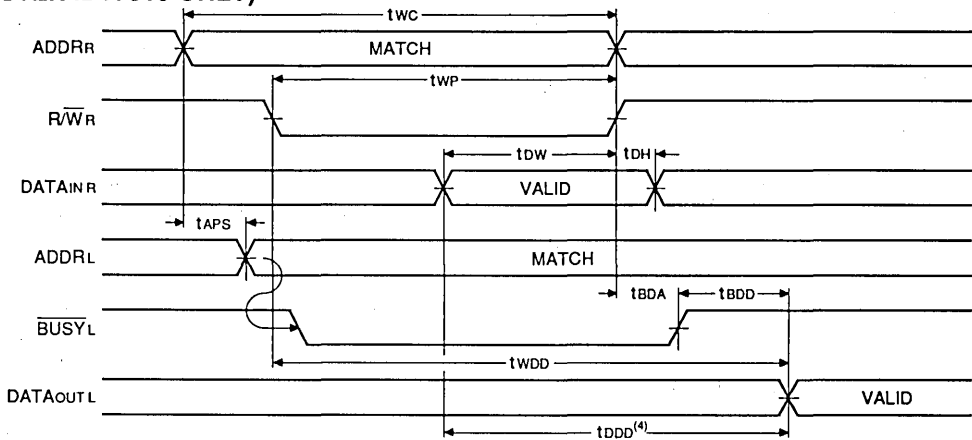 tWC
ADDRR
MATCH
tWP
R/WR
tDW
tDH
DATAIN R
VALID
tAPS
ADDRL
MATCH
tBDA
tBDD
BUSYL
tWDD
DATAOUT L
VALID
tDDD(4)